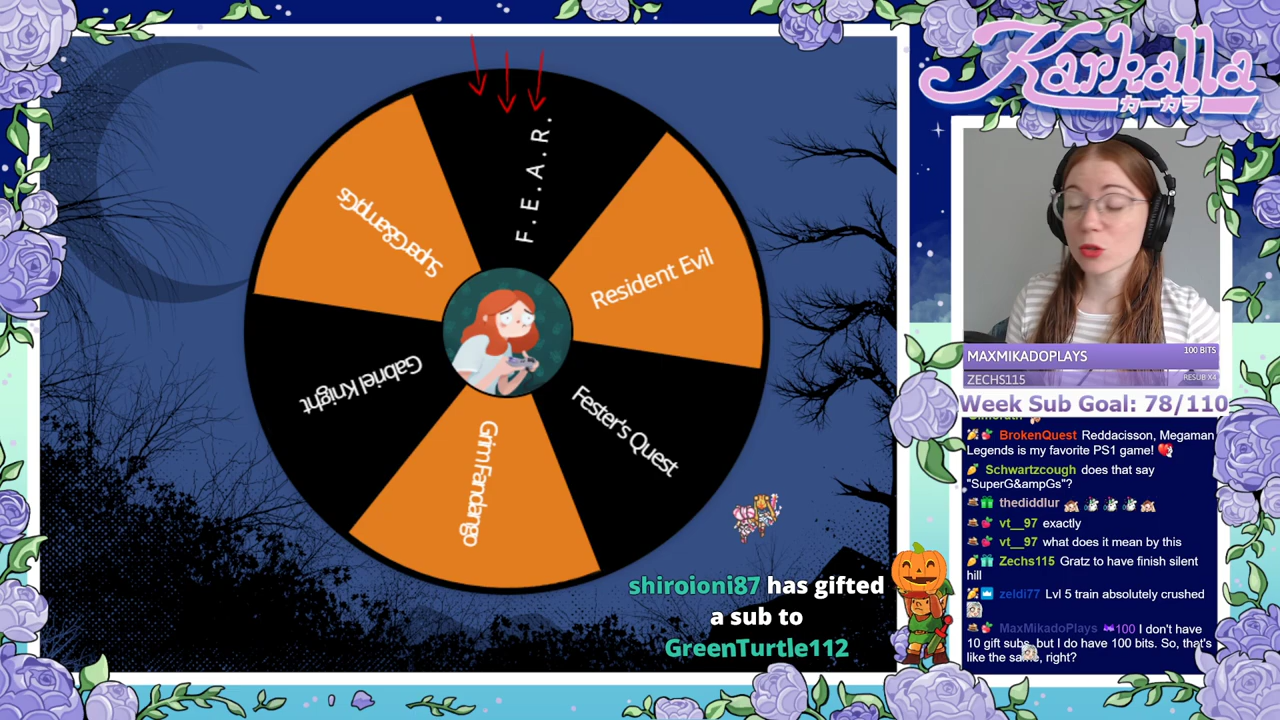 Karkalla
カーカラ
F.E.A.R.
SuperG&ampGs
Resident Evil
Gabriel Knight
Fester's Quest
Grim Fandango
shiroioni87 has gifted
a sub to
GreenTurtle112
MAXMIKADOPLAYS 100 BITS
ZECHS115 RESUB X4
Week Sub Goal: 78/110
BrokenQuest Reddacisson, Megaman
Legends is my favorite PS1 game!
Schwartzcough does that say
"SuperG&ampGs"?
thediddlur
vt__97 exactly
vt__97 what does it mean by this
Zechs115 Gratz to have finish silent
hill
zeldi77 Lvl 5 train absolutely crushed
MaxMikadoPlays 100 I don't have
10 gift subs, but I do have 100 bits. So, that's
like the same, right?